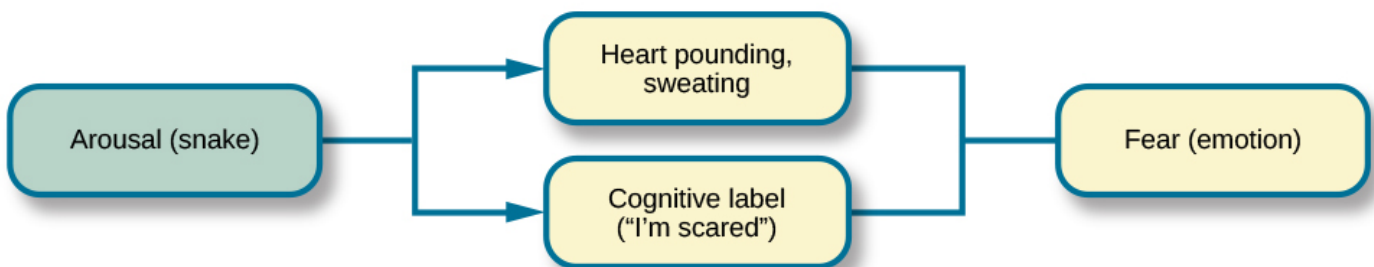 Heart pounding,
sweating
Arousal (snake)
Fear (emotion)
Cognitive label
(“I’m scared”)